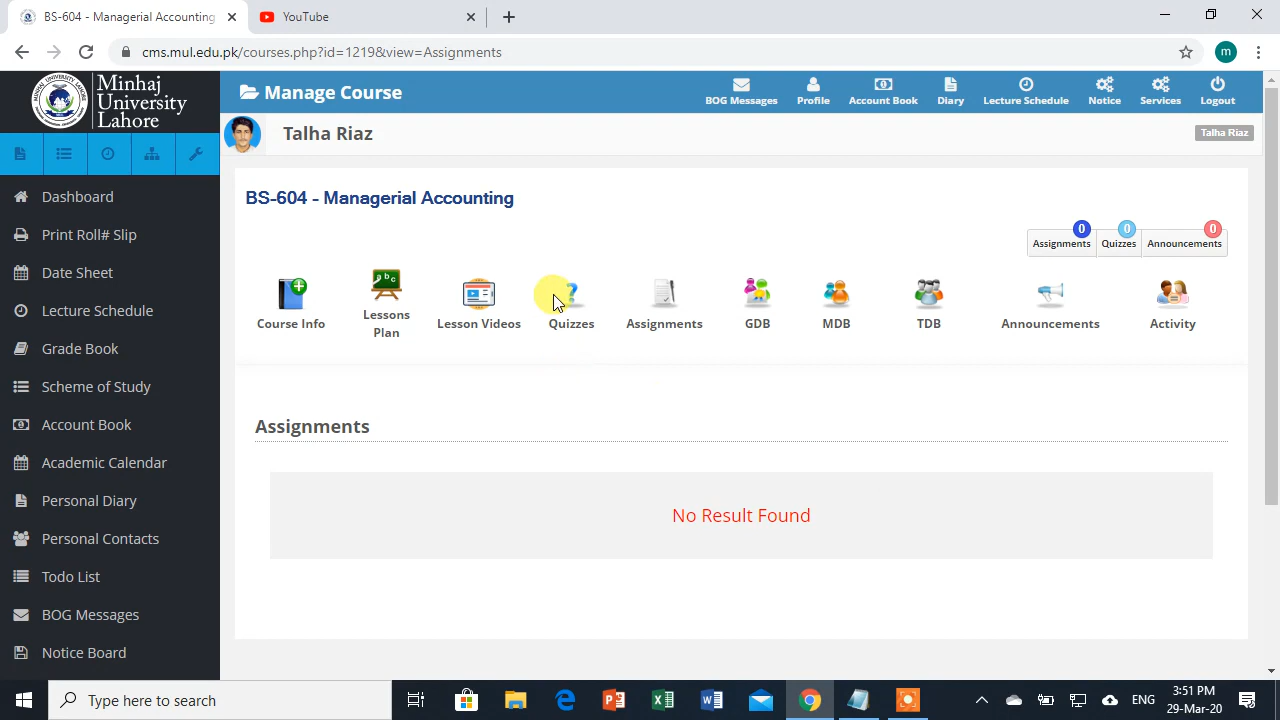 BS-604 - Managerial Accounting
YouTube
cms.mul.edu.pk/courses.php?id=1219&view=Assignments
m
Minhaj
University
Lahore
Manage Course
BOG Messages
Profile
Account Book
Diary
Lecture Schedule
Notice
Services
Logout
Talha Riaz
Talha Riaz
Dashboard
Print Roll# Slip
Date Sheet
Lecture Schedule
Grade Book
Scheme of Study
Account Book
Academic Calendar
Personal Diary
Personal Contacts
Todo List
BOG Messages
Notice Board
BS-604 - Managerial Accounting
0
0
0
Assignments
Quizzes
Announcements
a b c
Course Info
Lessons
Plan
Lesson Videos
?
Quizzes
Assignments
GDB
MDB
TDB
Announcements
Activity
Assignments
No Result Found
Type here to search
ENG
3:51 PM
29-Mar-20